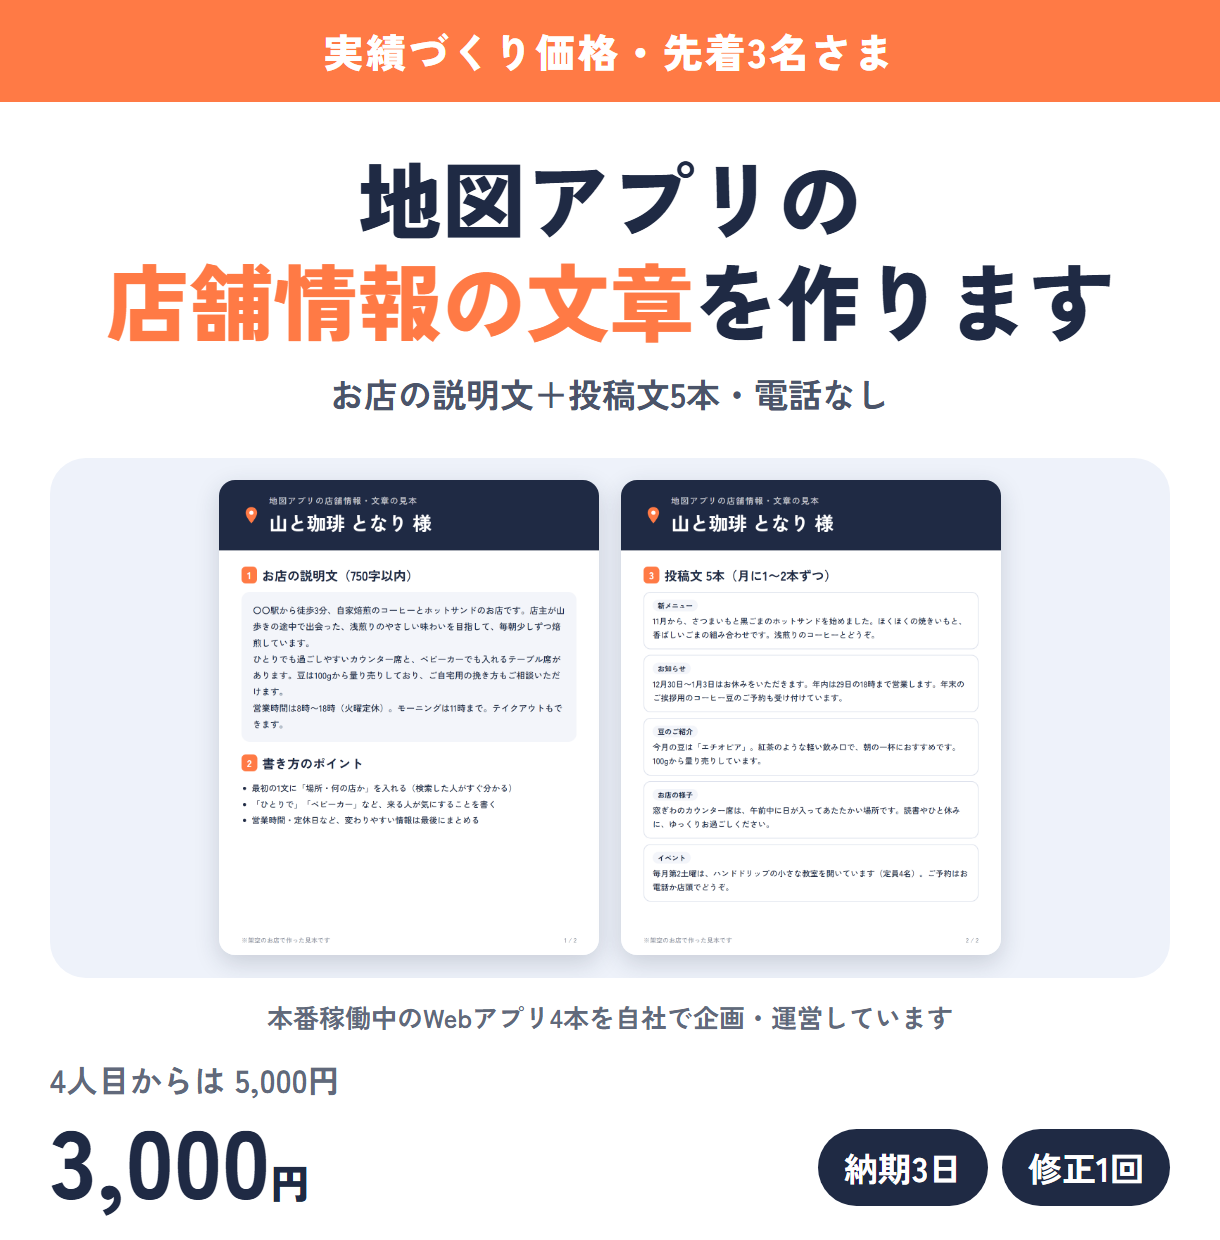 実績づくり価格・先着3名さま
地図アプリの
店舗情報の文章を作ります
お店の説明文＋投稿文5本・電話なし
地図アプリの店舗情報・文章の見本
山と珈琲 となり 様
1 お店の説明文（750字以内）
〇〇駅から徒歩3分、自家焙煎のコーヒーとホットサンドのお店です。店主が山
歩きの途中で出会った、浅煎りのやさしい味わいを目指して、毎朝少しずつ焙
煎しています。
ひとりでも過ごしやすいカウンター席と、ベビーカーでも入れるテーブル席が
あります。豆は100gから量り売りしており、ご自宅用の挽き方もご相談いただ
けます。
営業時間は8時〜18時（火曜定休）。モーニングは11時まで。テイクアウトもで
きます。
2 書き方のポイント
• 最初の1文に「場所・何の店か」を入れる（検索した人がすぐ分かる）
• 「ひとりで」「ベビーカー」など、来る人が気にすることを書く
• 営業時間・定休日など、変わりやすい情報は最後にまとめる
※架空のお店で作った見本です
1 / 2
地図アプリの店舗情報・文章の見本
山と珈琲 となり 様
3 投稿文 5本（月に1〜2本ずつ）
新メニュー
11月から、さつまいもと黒ごまのホットサンドを始めました。ほくほくの焼きいもと、
香ばしいごまの組み合わせです。浅煎りのコーヒーとどうぞ。
お知らせ
12月30日〜1月3日はお休みをいただきます。年内は29日の18時まで営業します。年末の
ご挨拶用のコーヒー豆のご予約も受け付けています。
豆のご紹介
今月の豆は「エチオピア」。紅茶のような軽い飲み口で、朝の一杯におすすめです。
100gから量り売りしています。
お店の様子
窓ぎわのカウンター席は、午前中に日が入ってあたたかい場所です。読書やひと休み
に、ゆっくりお過ごしください。
イベント
毎月第2土曜は、ハンドドリップの小さな教室を開いています（定員4名）。ご予約はお
電話か店頭でどうぞ。
※架空のお店で作った見本です
2 / 2
本番稼働中のWebアプリ4本を自社で企画・運営しています
4人目からは 5,000円
3,000円
納期3日
修正1回